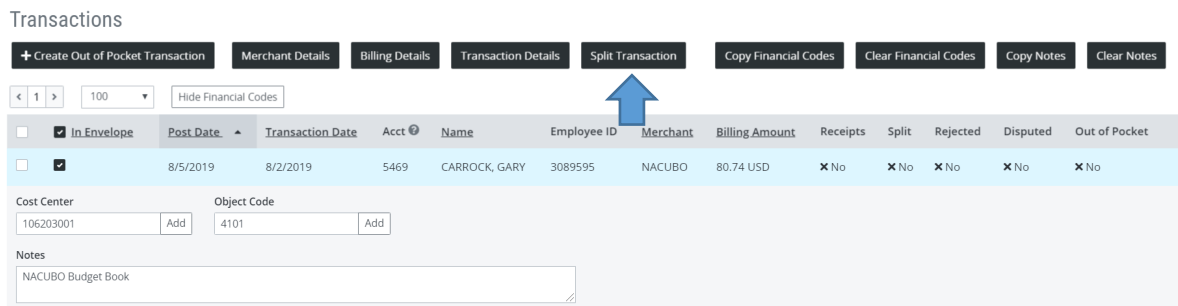 Transactions
+ Create Out of Pocket Transaction Merchant Details Billing Details Transaction Details Split Transaction Copy Financial Codes Clear Financial Codes Copy Notes Clear Notes
< 1 > 100 Hide Financial Codes
In Envelope Post Date Transaction Date Acct Name Employee ID Merchant Billing Amount Receipts Split Rejected Disputed Out of Pocket
8/5/2019 8/2/2019 5469 CARROCK, GARY 3089595 NACUBO 80.74 USD No No No No No
Cost Center Object Code
106203001 Add 4101 Add
Notes
NACUBO Budget Book